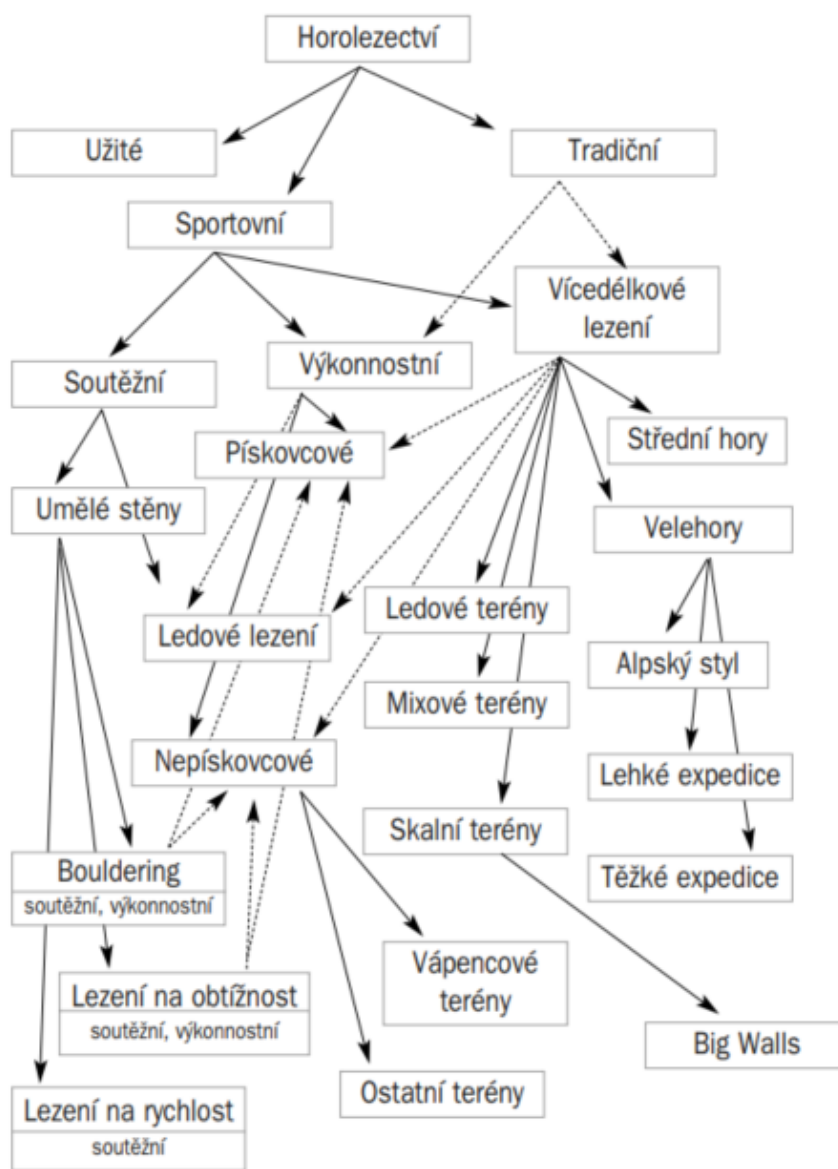 Horolezectví
Užité
Tradiční
Sportovní
Vícedélkové
lezení
Výkonnostní
Soutěžní
Střední hory
Pískovcové
Umělé stěny
Velehory
Ledové lezení
Ledové terény
Alpský styl
Mixové terény
Nepískovcové
Lehké expedice
Skalní terény
Bouldering
soutěžní, výkonnostní
Těžké expedice
Vápencové
terény
Lezení na obtížnost
soutěžní, výkonnostní
Big Walls
Ostatní terény
Lezení na rychlost
soutěžní